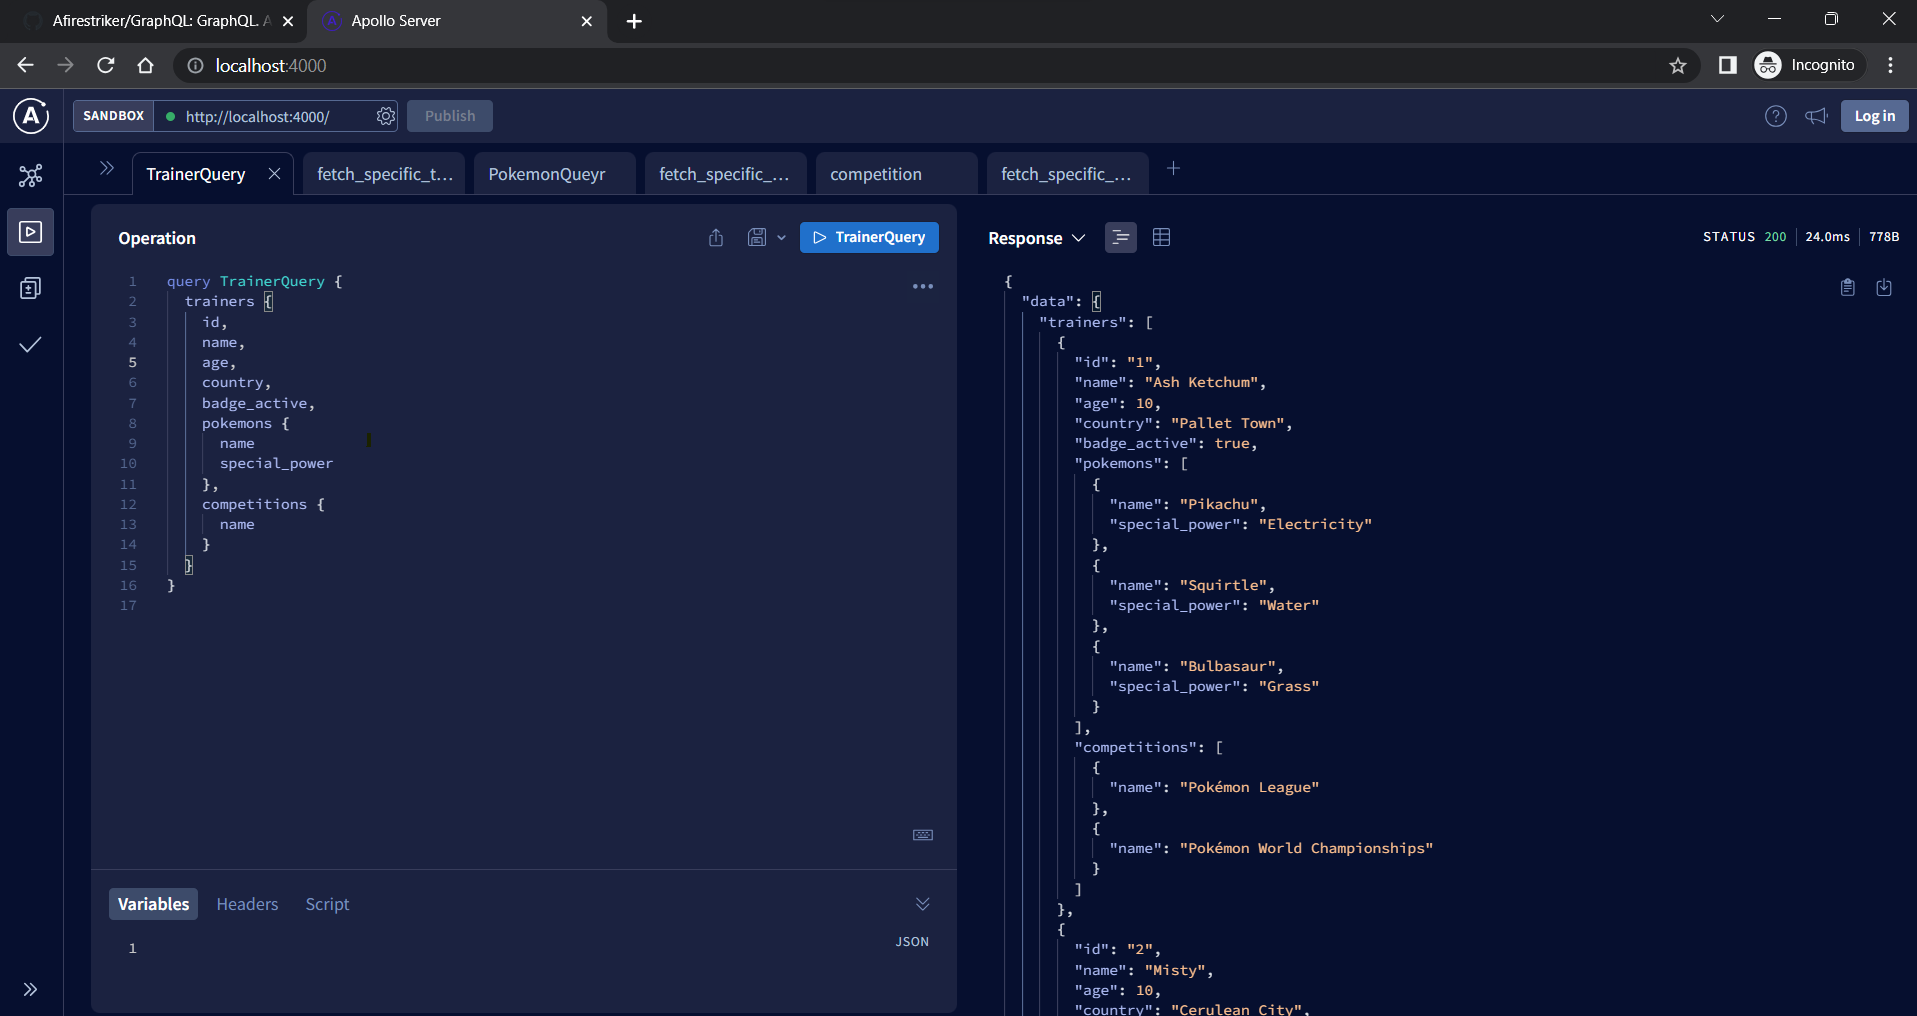 Afirestriker/GraphQL: GraphQL A
Apollo Server
localhost:4000
Incognito
SANDBOX
http://localhost:4000/
Publish
Log in
TrainerQuery
fetch_specific_t...
PokemonQueyr
fetch_specific_...
competition
fetch_specific_...
Operation
TrainerQuery
1 query TrainerQuery {
2 trainers {
3 id,
4 name,
5 age,
6 country,
7 badge_active,
8 pokemons {
9 name
10 special_power
11 },
12 competitions {
13 name
14 }
15 }
16 }
17
Variables Headers Script
JSON
1
Response
STATUS 200 24.0ms 778B
{
"data": {
"trainers": [
{
"id": "1",
"name": "Ash Ketchum",
"age": 10,
"country": "Pallet Town",
"badge_active": true,
"pokemons": [
{
"name": "Pikachu",
"special_power": "Electricity"
},
{
"name": "Squirtle",
"special_power": "Water"
},
{
"name": "Bulbasaur",
"special_power": "Grass"
}
],
"competitions": [
{
"name": "Pokémon League"
},
{
"name": "Pokémon World Championships"
}
]
},
{
"id": "2",
"name": "Misty",
"age": 10,
"country": "Cerulean City",